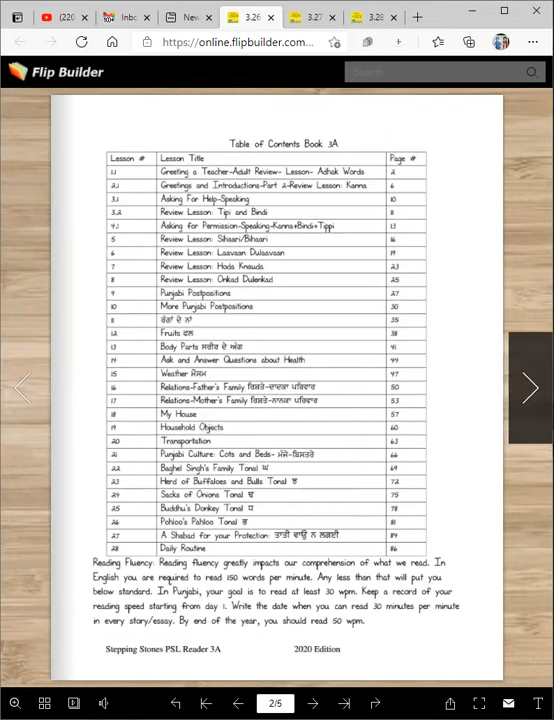 (220
Inbo
New
3.26
3.27
3.28
https://online.flipbuilder.com...
Flip Builder
Search
Table of Contents Book 3A
Lesson # Lesson Title Page #
1.1 Greeting a Teacher-Adult Review- Lesson- Adhak Words 2
2.1 Greetings and Introductions-Part 2-Review Lesson: Kanna 6
3.1 Asking For Help-Speaking 10
3.2 Review Lesson: Tipi and Bindi 11
4.1 Asking for Permission-Speaking-Kanna+Bindi+Tippi 13
5 Review Lesson: Sihaari/Bihaari 16
6 Review Lesson: Laavaan Dulaavaan 19
7 Review Lesson: Hoda Knauda 23
8 Review Lesson: Onkad Dulenkad 25
9 Punjabi Postpositions 27
10 More Punjabi Postpositions 30
11 ਰੰਗਾਂ ਦੇ ਨਾਂ 35
12 Fruits ਫਲ 38
13 Body Parts ਸਰੀਰ ਦੇ ਅੰਗ 41
14 Ask and Answer Questions about Health 44
15 Weather ਮੌਸਮ 47
16 Relations-Father's Family ਰਿਸ਼ਤੇ-ਦਾਦਕਾ ਪਰਿਵਾਰ 50
17 Relations-Mother's Family ਰਿਸ਼ਤੇ-ਨਾਨਕਾ ਪਰਿਵਾਰ 53
18 My House 57
19 Household Objects 60
20 Transportation 63
21 Punjabi Culture: Cots and Beds- ਮੰਜੇ-ਬਿਸਤਰੇ 66
22 Baghel Singh's Family Tonal ਘ 69
23 Herd of Buffaloes and Bulls Tonal ਝ 72
24 Sacks of Onions Tonal ਢ 75
25 Buddhu's Donkey Tonal ਧ 78
26 Pohloo's Pahloo Tonal ਭ 81
27 A Shabad for your Protection: ਤਾਤੀ ਵਾਉ ਨ ਲਗਈ 84
28 Daily Routine 86
Reading Fluency: Reading fluency greatly impacts our comprehension of what we read. In
English you are required to read 150 words per minute. Any less than that will put you
below standard. In Punjabi, your goal is to read at least 30 wpm. Keep a record of your
reading speed starting from day 1. Write the date when you can read 30 minutes per minute
in every story/essay. By end of the year, you should read 50 wpm.
Stepping Stones PSL Reader 3A 2020 Edition
2/5